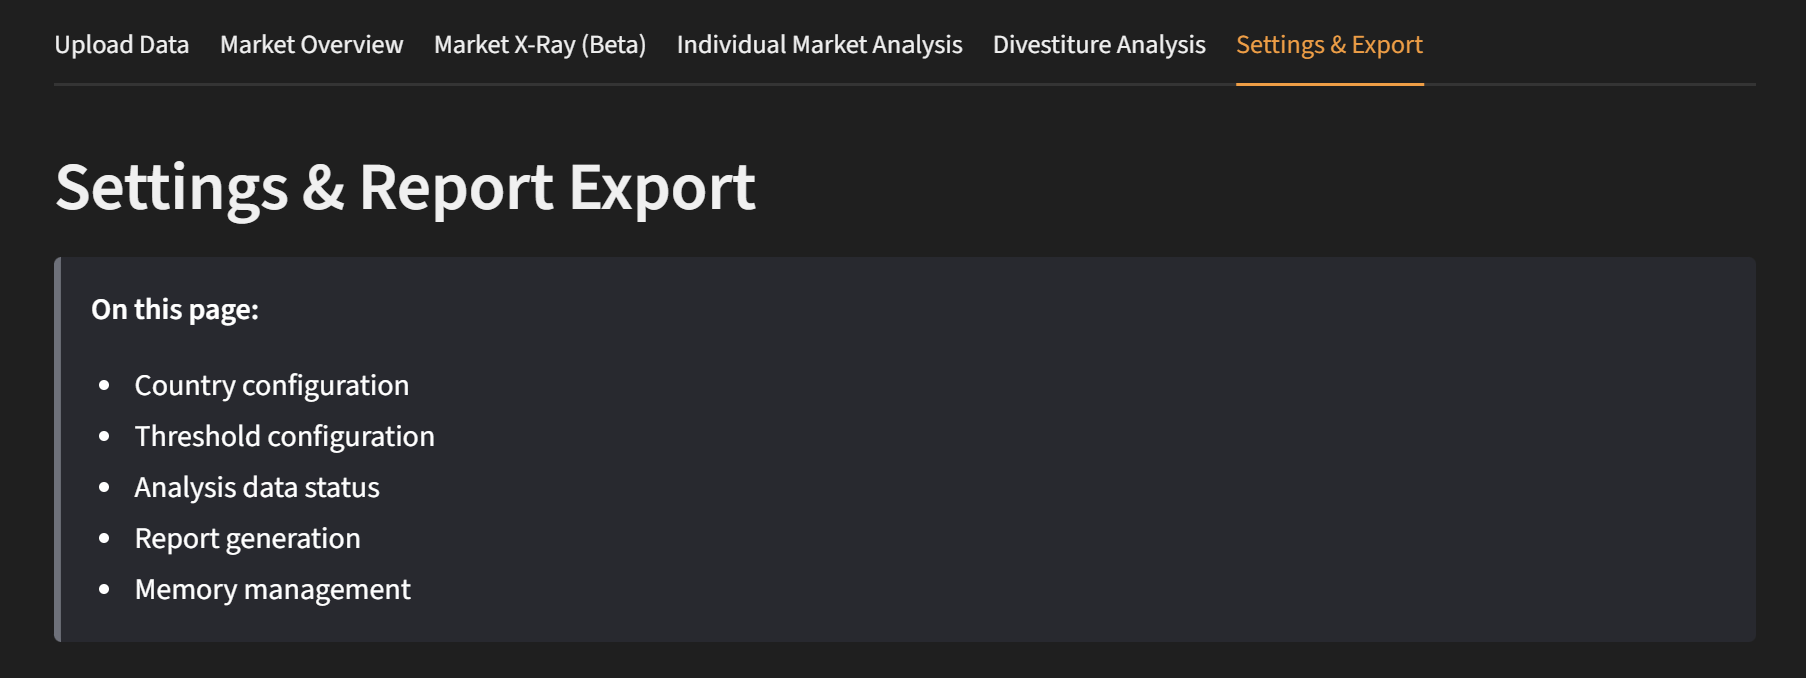 Upload Data Market Overview Market X-Ray (Beta) Individual Market Analysis Divestiture Analysis Settings & Export
Settings & Report Export
On this page:
Country configuration
Threshold configuration
Analysis data status
Report generation
Memory management